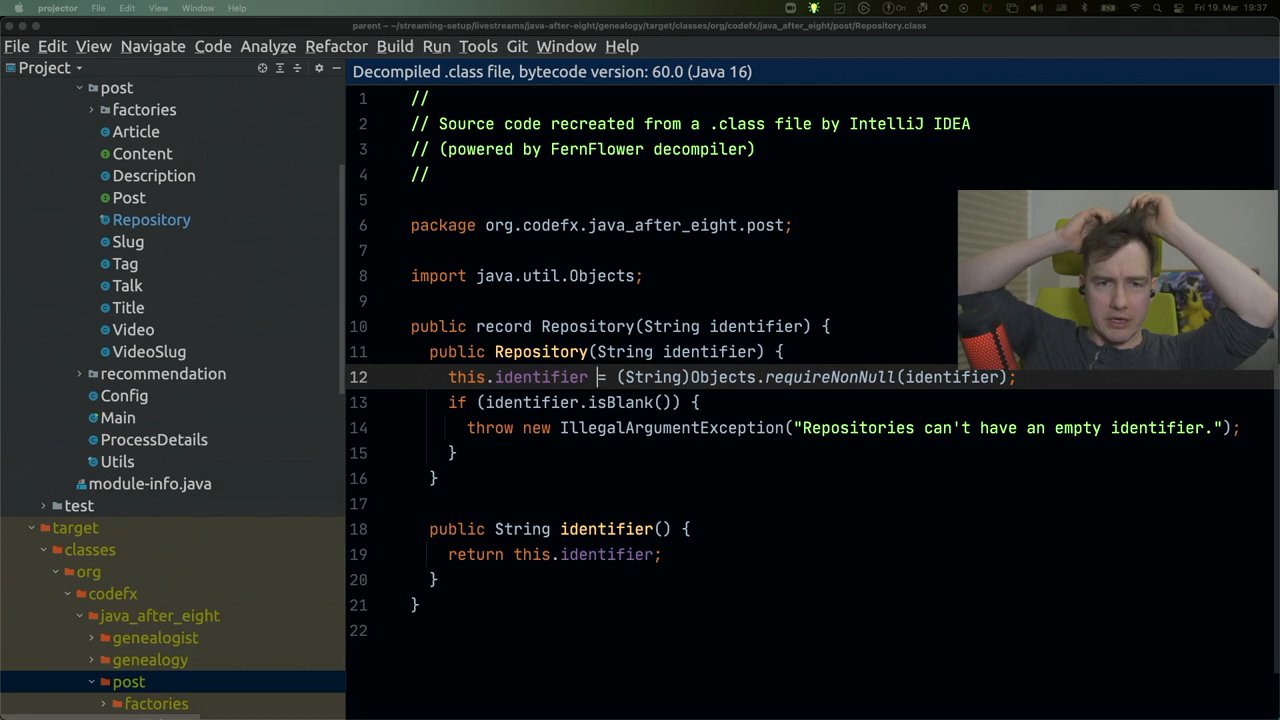 projector File Edit View Window Help On Fri 19. Mar 19:37
parent – ~/streaming-setup/livestreams/java-after-eight/genealogy/target/classes/org/codefx/java_after_eight/post/Repository.class
File Edit View Navigate Code Analyze Refactor Build Run Tools Git Window Help
Project
Decompiled .class file, bytecode version: 60.0 (Java 16)
post
factories
Article
Content
Description
Post
Repository
Slug
Tag
Talk
Title
Video
VideoSlug
recommendation
Config
Main
ProcessDetails
Utils
module-info.java
test
target
classes
org
codefx
java_after_eight
genealogist
genealogy
post
factories
1 //
2 // Source code recreated from a .class file by IntelliJ IDEA
3 // (powered by FernFlower decompiler)
4 //
5
6 package org.codefx.java_after_eight.post;
7
8 import java.util.Objects;
9
10 public record Repository(String identifier) {
11 public Repository(String identifier) {
12 this.identifier = (String)Objects.requireNonNull(identifier);
13 if (identifier.isBlank()) {
14 throw new IllegalArgumentException("Repositories can't have an empty identifier.");
15 }
16 }
17
18 public String identifier() {
19 return this.identifier;
20 }
21 }
22